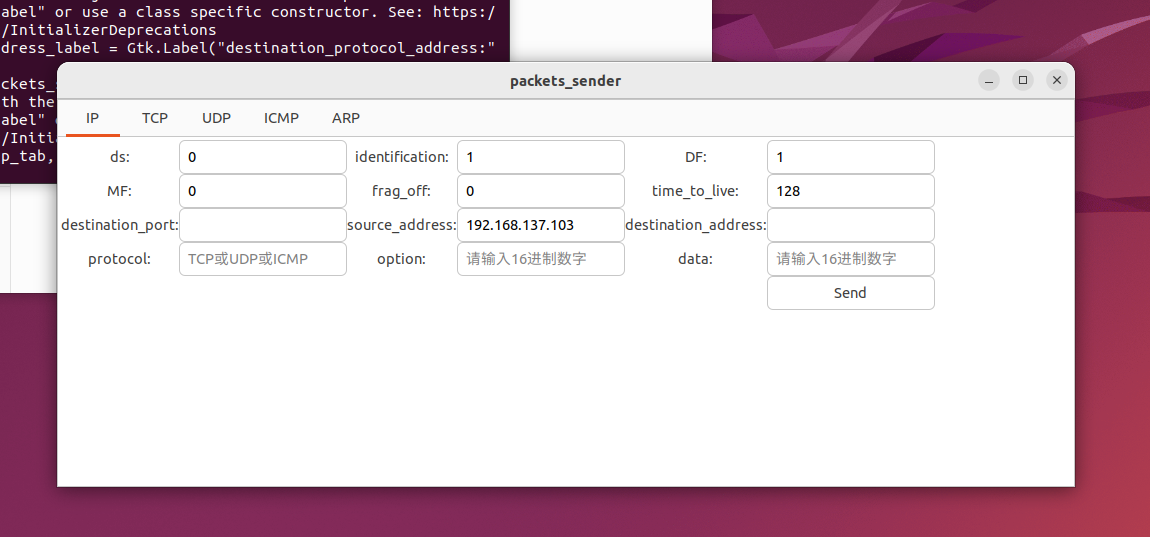 abel" or use a class specific constructor. See: https:/
/InitializerDeprecations
dress_label = Gtk.Label("destination_protocol_address:"
ckets_
th the
abel"
/Initi
p_tab,
packets_sender
IP TCP UDP ICMP ARP
ds: 0 identification: 1 DF: 1
MF: 0 frag_off: 0 time_to_live: 128
destination_port: source_address: 192.168.137.103 destination_address:
protocol: TCP或UDP或ICMP option: 请输入16进制数字 data: 请输入16进制数字
Send